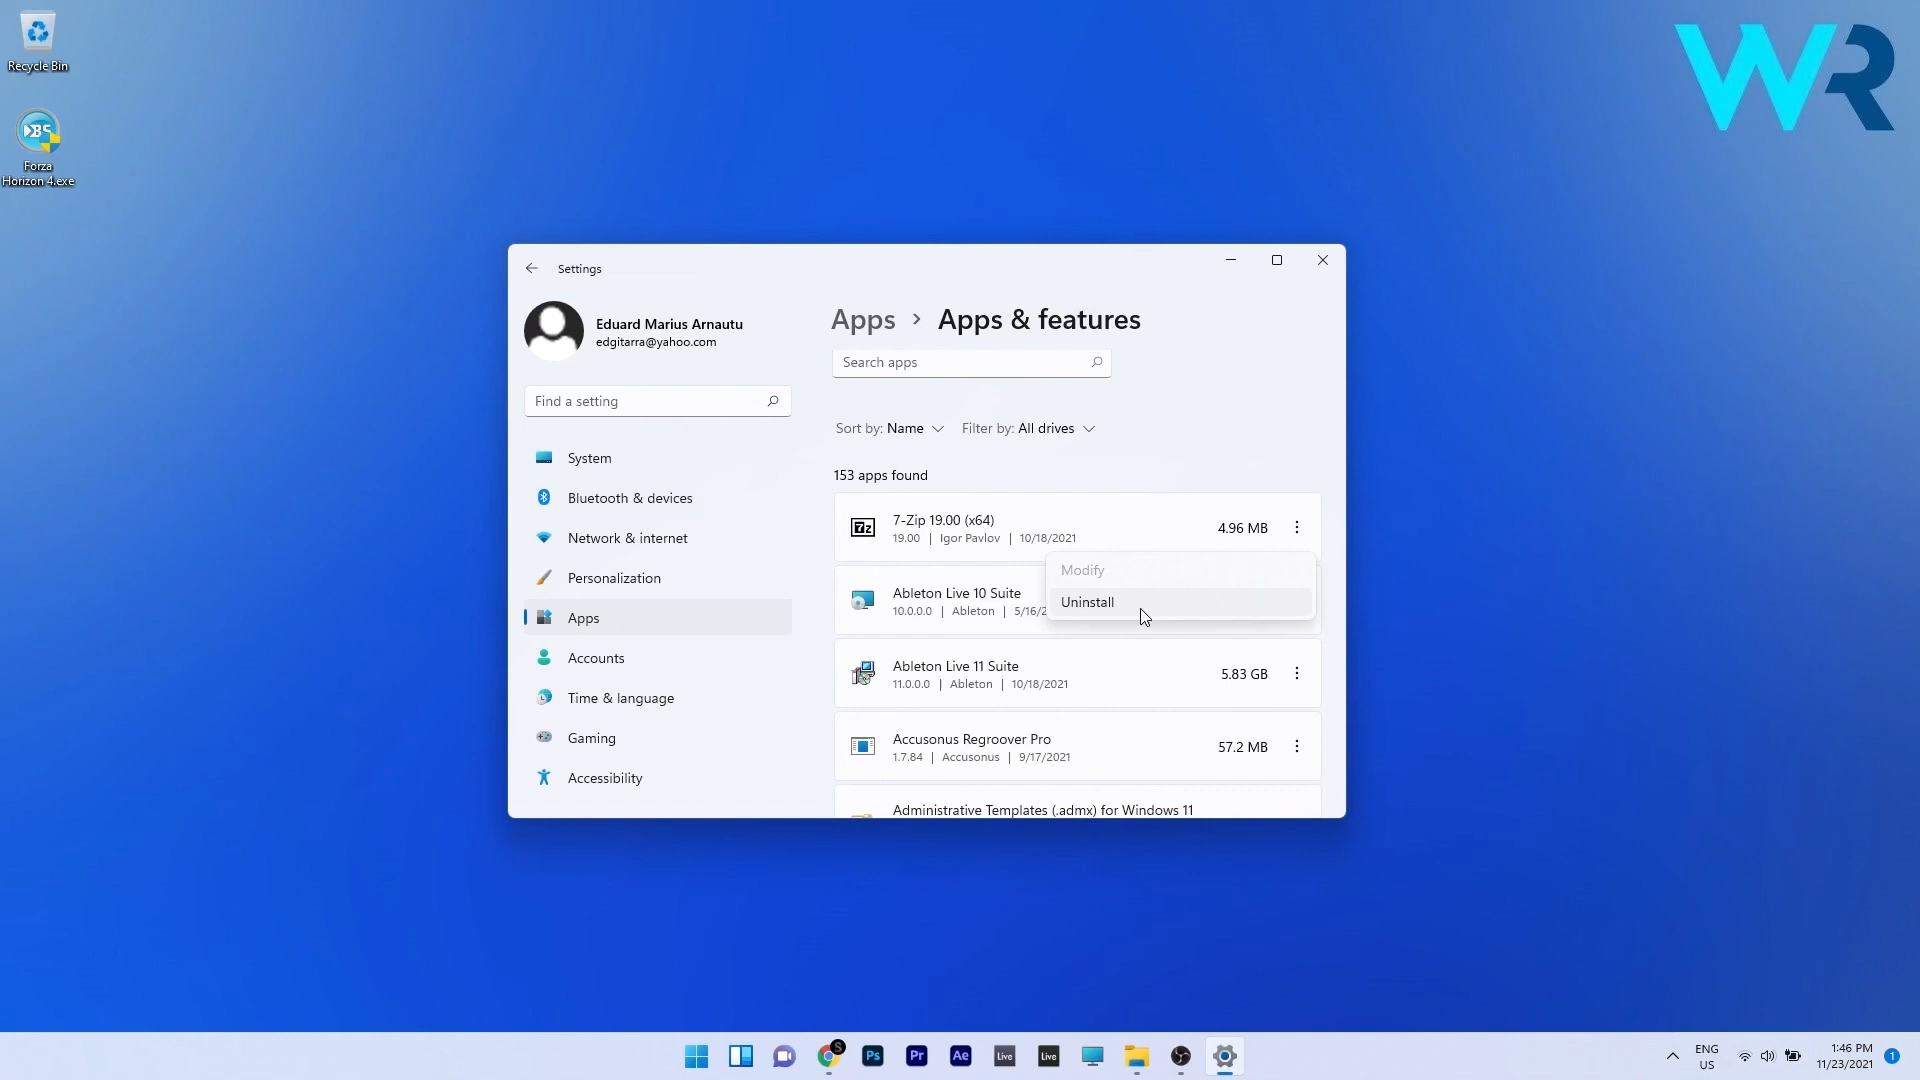 Recycle Bin
Forza
Horizon 4.exe
WR
Settings
Eduard Marius Arnautu
edgitarra@yahoo.com
Find a setting
System
Bluetooth & devices
Network & internet
Personalization
Apps
Accounts
Time & language
Gaming
Accessibility
Apps > Apps & features
Search apps
Sort by: Name Filter by: All drives
153 apps found
7-Zip 19.00 (x64)
19.00 | Igor Pavlov | 10/18/2021
4.96 MB
Modify
Uninstall
Ableton Live 10 Suite
10.0.0.0 | Ableton | 5/16/2
Ableton Live 11 Suite
11.0.0.0 | Ableton | 10/18/2021
5.83 GB
Accusonus Regroover Pro
1.7.84 | Accusonus | 9/17/2021
57.2 MB
Administrative Templates (.admx) for Windows 11
S Ps Pr Ae Live Live
ENG
US
1:46 PM
11/23/2021
1